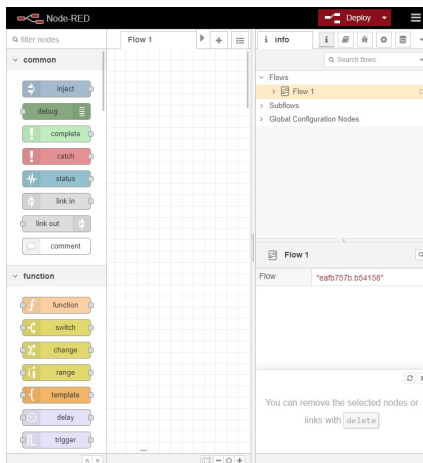 Node-RED
Deploy
filter nodes
Flow 1
info
i
Search flows
common
Flows
Flow 1
Subflows
Global Configuration Nodes
inject
debug
complete
catch
status
link in
link out
comment
Flow 1
Flow "eafb757b.b54158"
function
function
switch
change
range
template
delay
trigger
You can remove the selected nodes or
links with delete